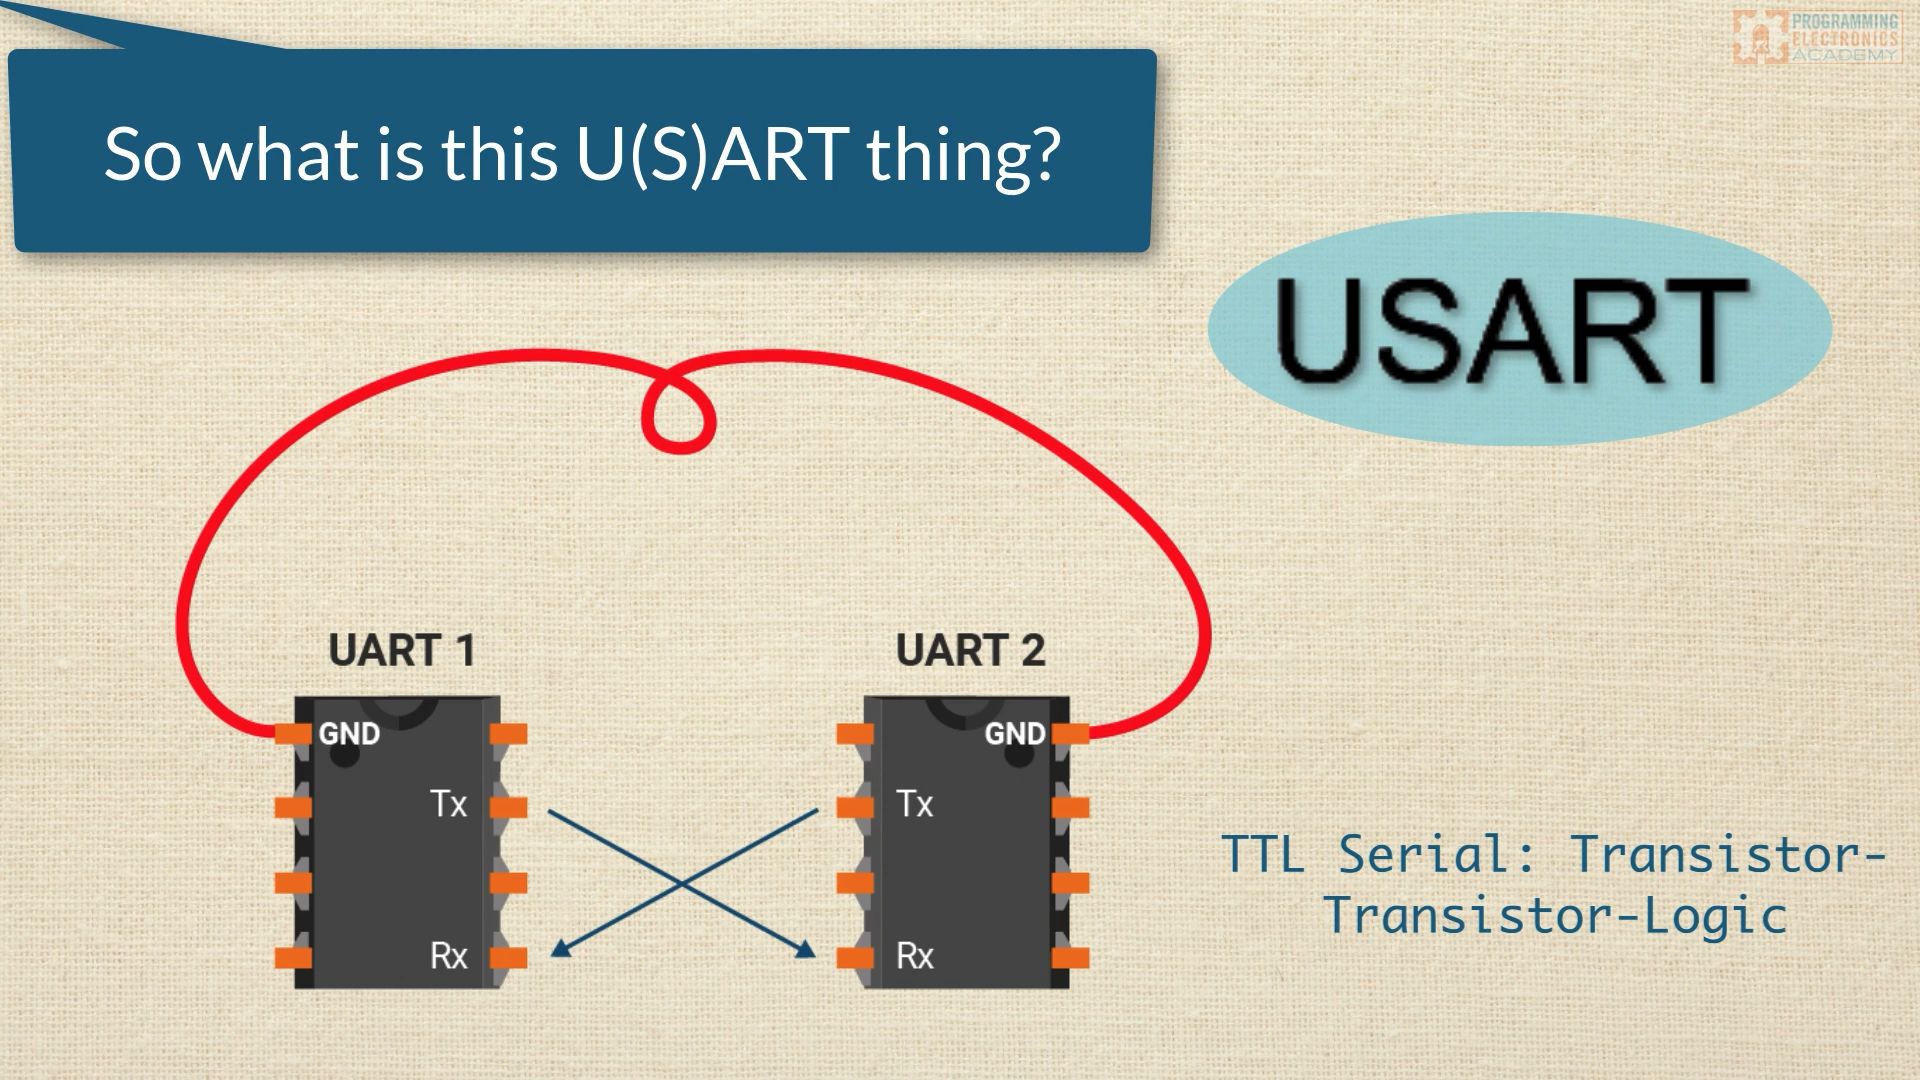 PROGRAMMING
ELECTRONICS
ACADEMY
So what is this U(S)ART thing?
USART
UART 1
UART 2
GND
GND
Tx
Tx
Rx
Rx
TTL Serial: Transistor-
Transistor-Logic